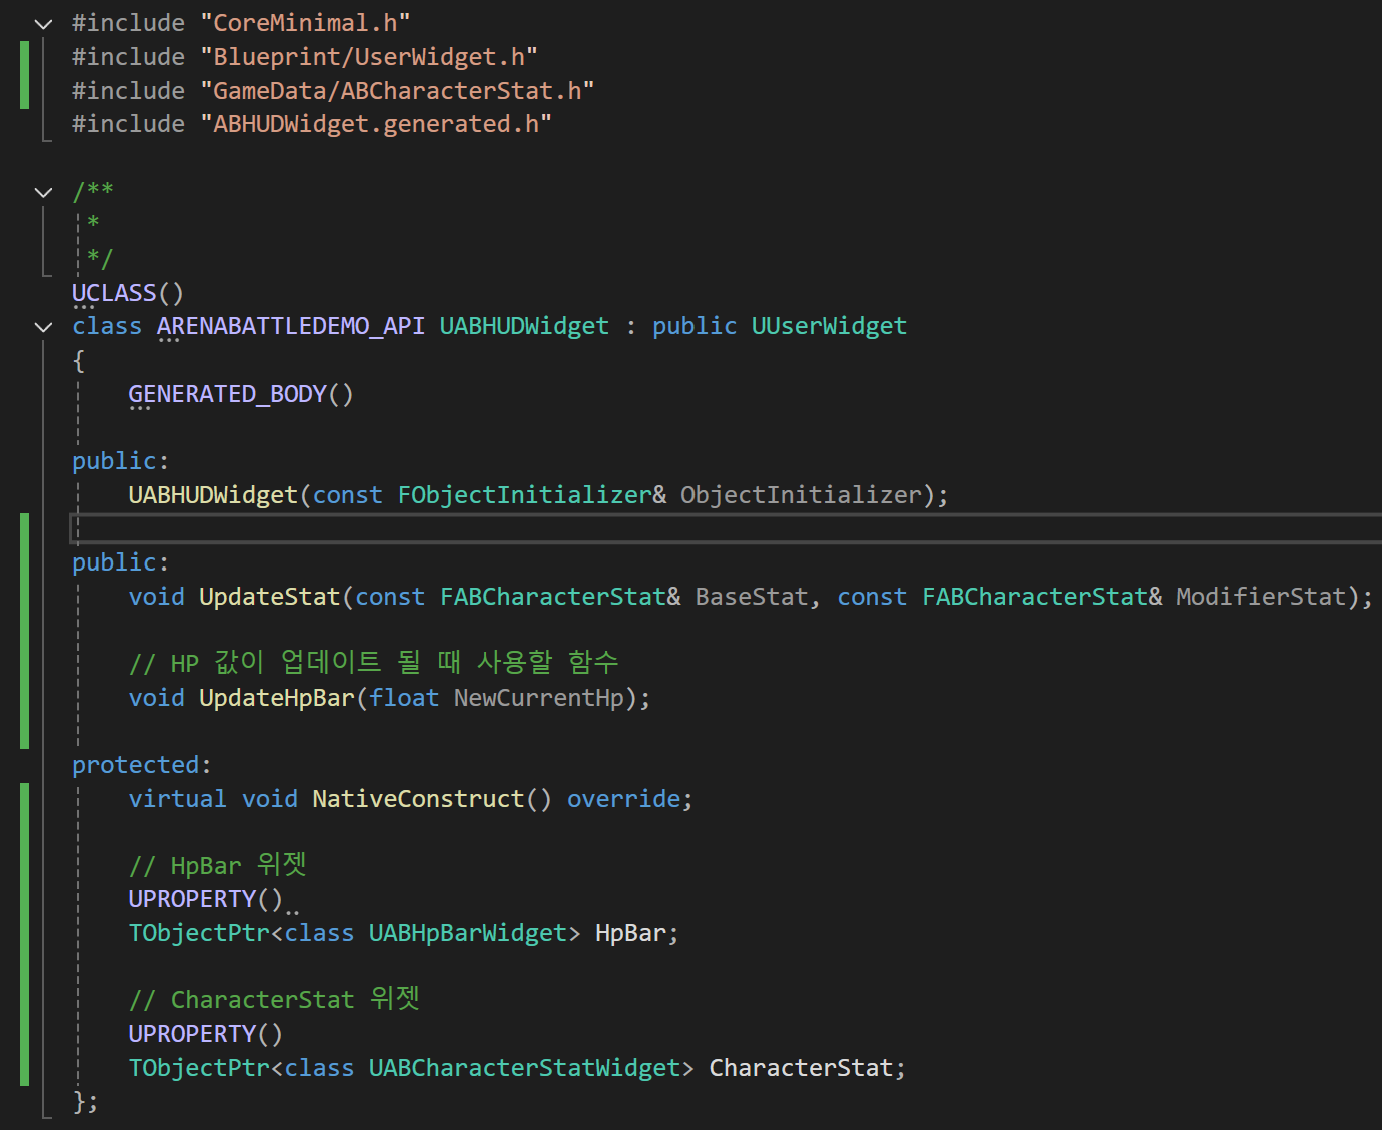 #include "CoreMinimal.h"
#include "Blueprint/UserWidget.h"
#include "GameData/ABCharacterStat.h"
#include "ABHUDWidget.generated.h"
/**
*
*/
UCLASS()
class ARENABATTLEDEMO_API UABHUDWidget : public UUserWidget
{
GENERATED_BODY()
public:
UABHUDWidget(const FObjectInitializer& ObjectInitializer);
public:
void UpdateStat(const FABCharacterStat& BaseStat, const FABCharacterStat& ModifierStat);
// HP 값이 업데이트 될 때 사용할 함수
void UpdateHpBar(float NewCurrentHp);
protected:
virtual void NativeConstruct() override;
// HpBar 위젯
UPROPERTY()
TObjectPtr<class UABHpBarWidget> HpBar;
// CharacterStat 위젯
UPROPERTY()
TObjectPtr<class UABCharacterStatWidget> CharacterStat;
};